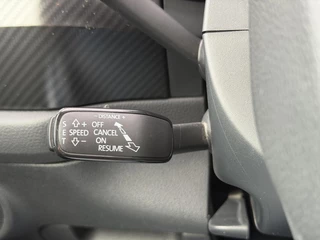 DISTANCE
S + OFF
E SPEED CANCEL
T - ON
RESUME